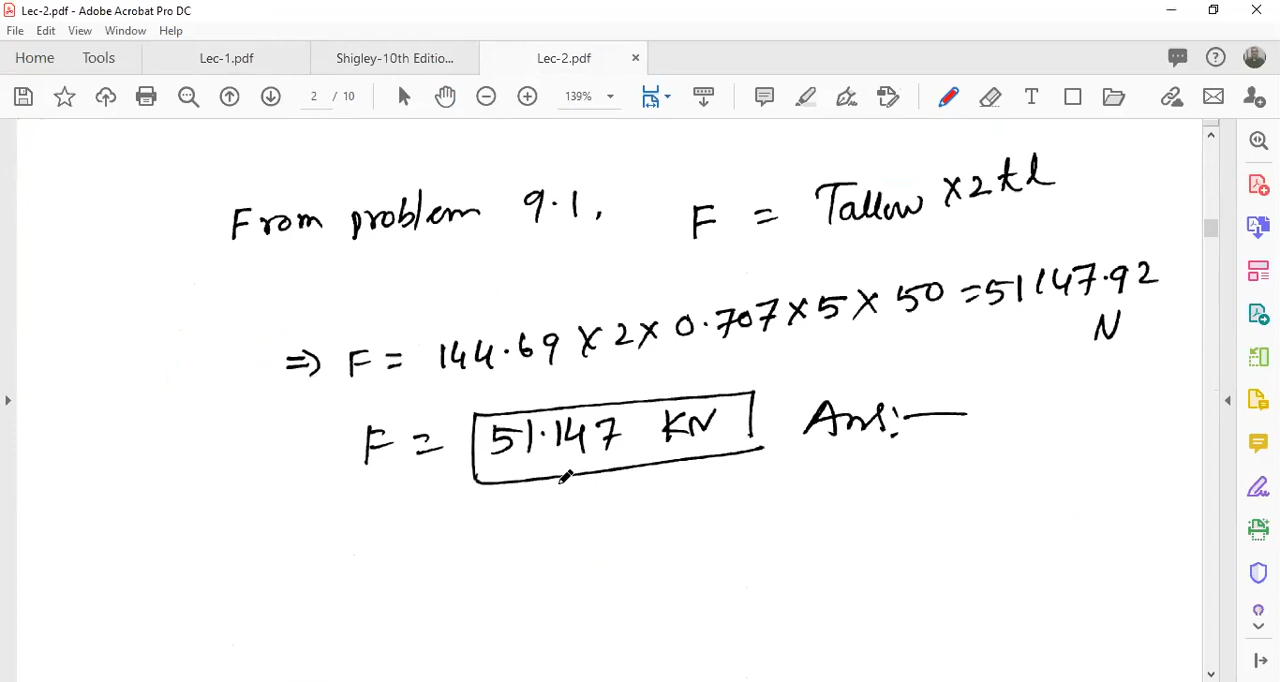 Lec-2.pdf - Adobe Acrobat Pro DC
File Edit View Window Help
Home Tools Lec-1.pdf Shigley-10th Editio... Lec-2.pdf ×
2 / 10 139%
From problem 9.1, F = Tallow x 2tl
=> F = 144.69 x 2 x 0.707 x 5 x 50 = 51147.92
N
F = 51.147 KN Ans:—